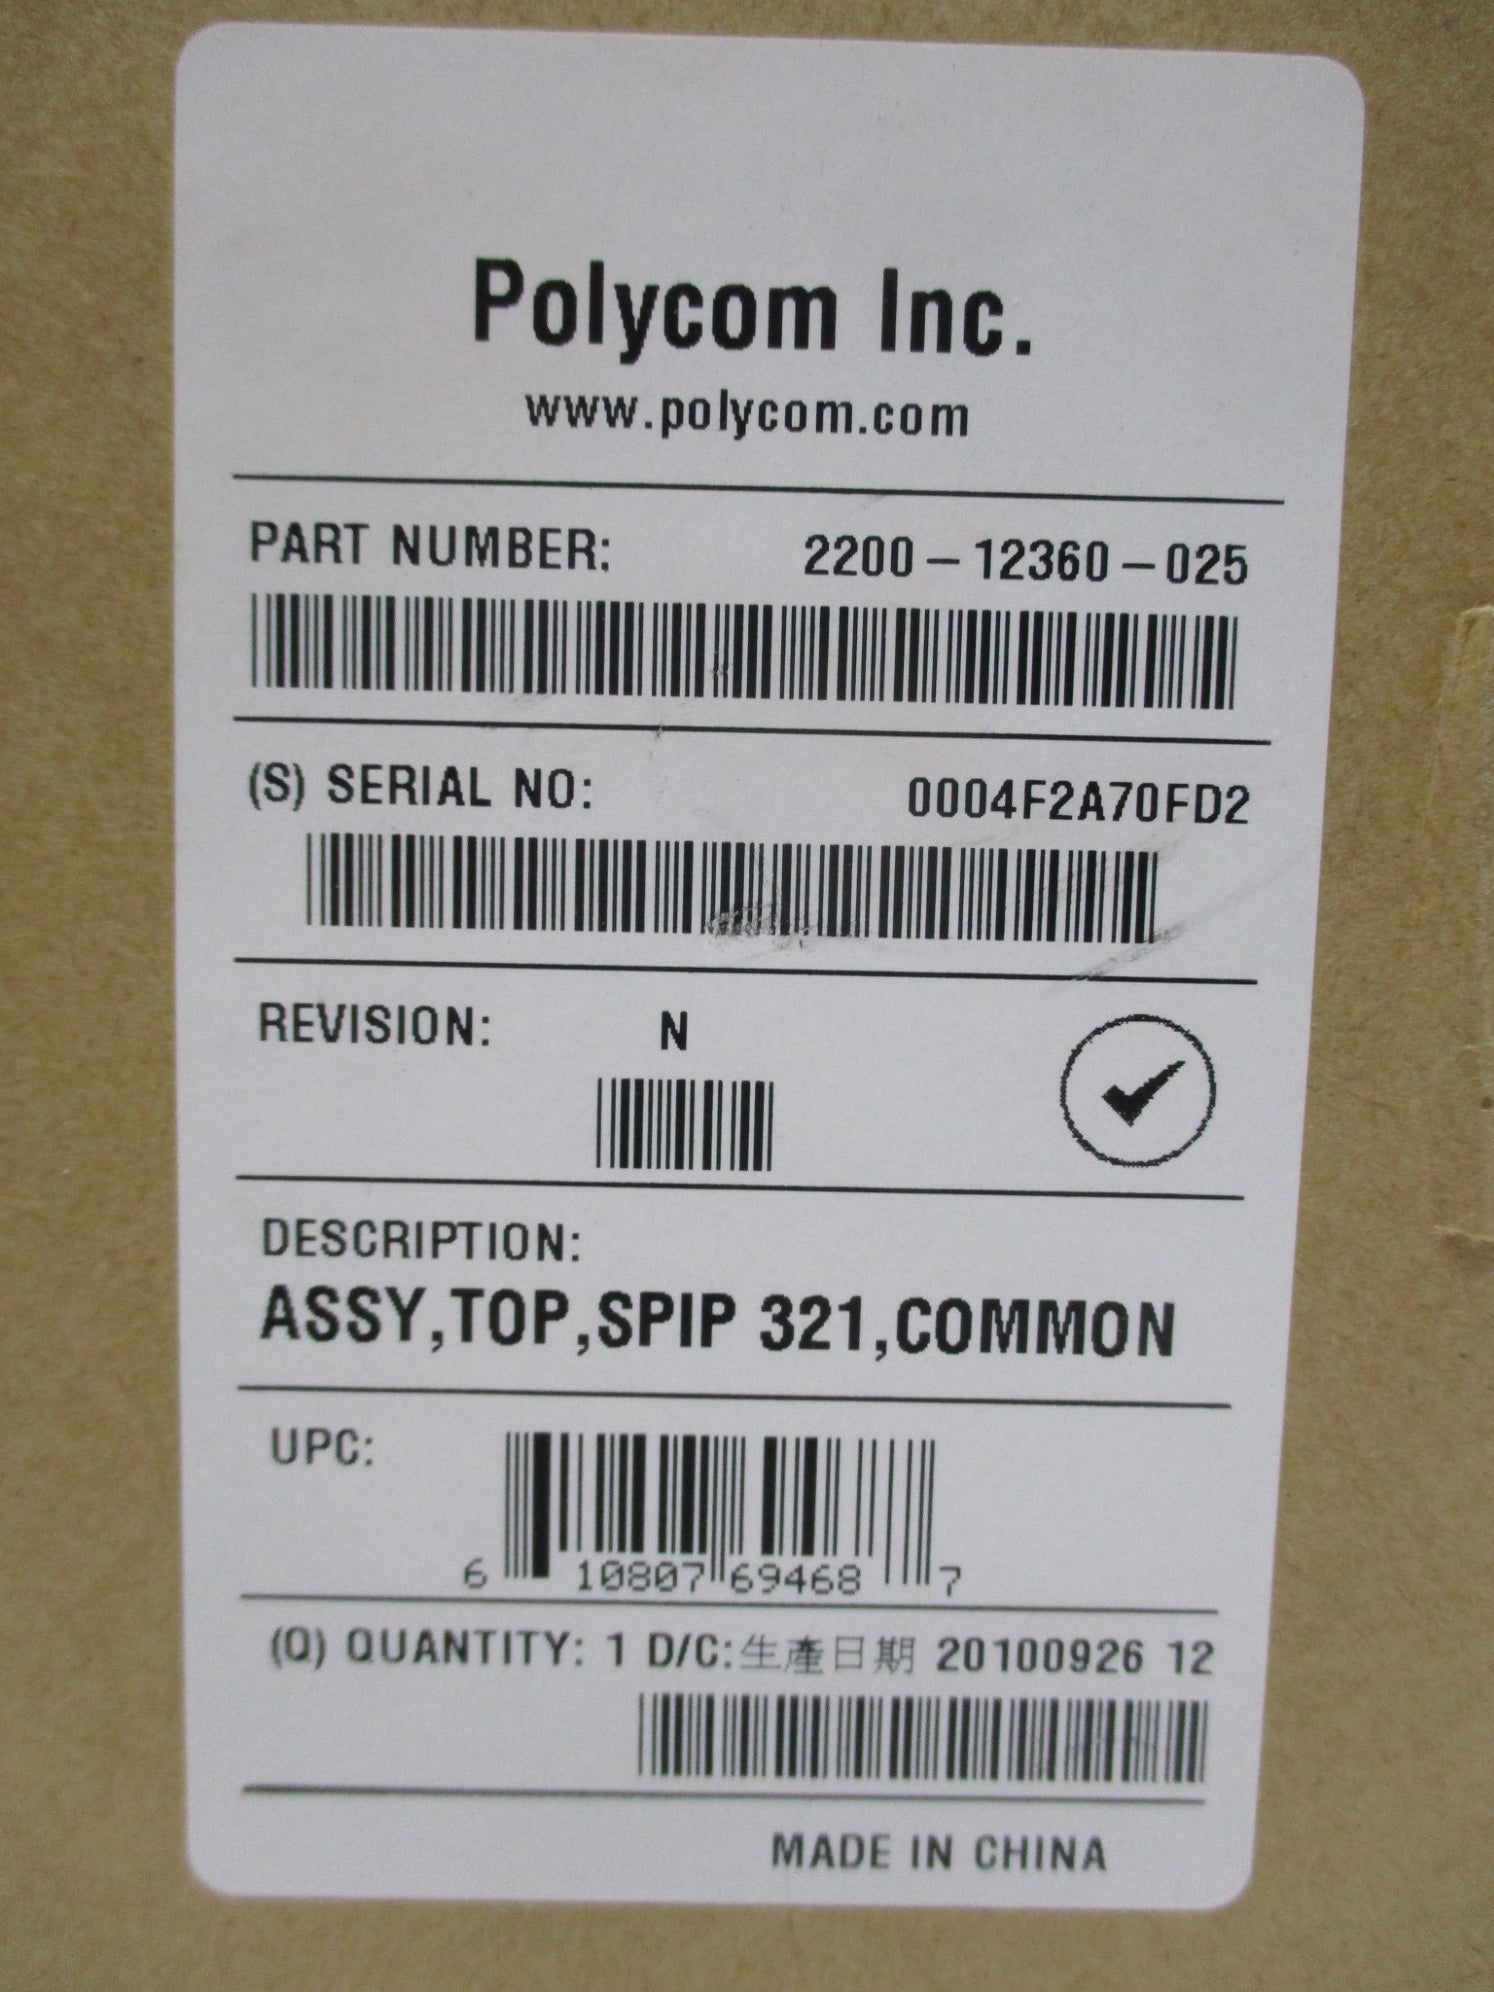 Polycom Inc.
www.polycom.com
PART NUMBER: 2200-12360-025
(S) SERIAL NO: 0004F2A70FD2
REVISION: N
DESCRIPTION:
ASSY,TOP,SPIP 321,COMMON
UPC:
6 10807 69468 7
(Q) QUANTITY: 1 D/C:生產日期 20100926 12
MADE IN CHINA